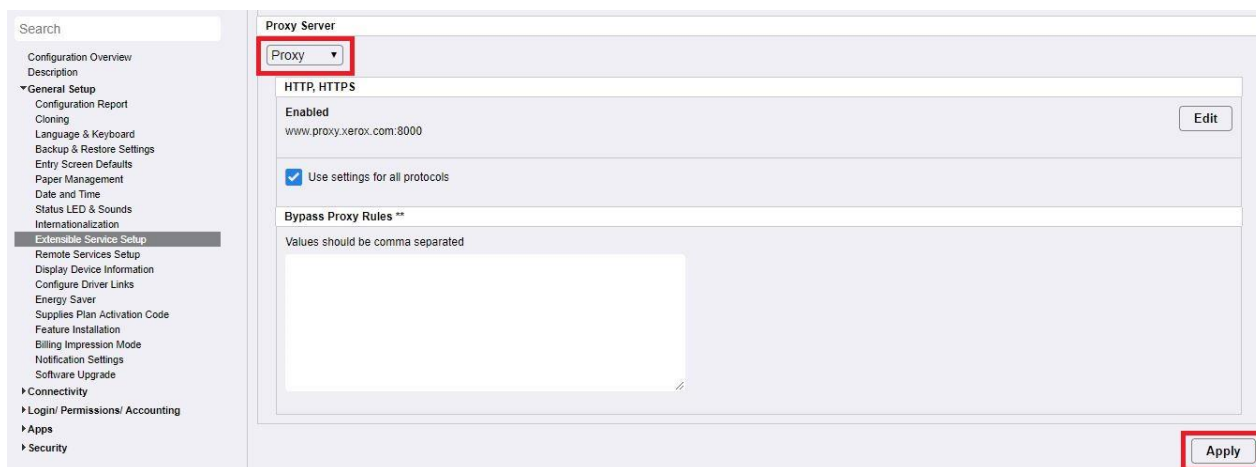 Search
Configuration Overview
Description
General Setup
Configuration Report
Cloning
Language & Keyboard
Backup & Restore Settings
Entry Screen Defaults
Paper Management
Date and Time
Status LED & Sounds
Internationalization
Extensible Service Setup
Remote Services Setup
Display Device Information
Configure Driver Links
Energy Saver
Supplies Plan Activation Code
Feature Installation
Billing Impression Mode
Notification Settings
Software Upgrade
Connectivity
Login/ Permissions/ Accounting
Apps
Security
Proxy Server
Proxy
HTTP, HTTPS
Enabled
www.proxy.xerox.com:8000
Edit
Use settings for all protocols
Bypass Proxy Rules **
Values should be comma separated
Apply